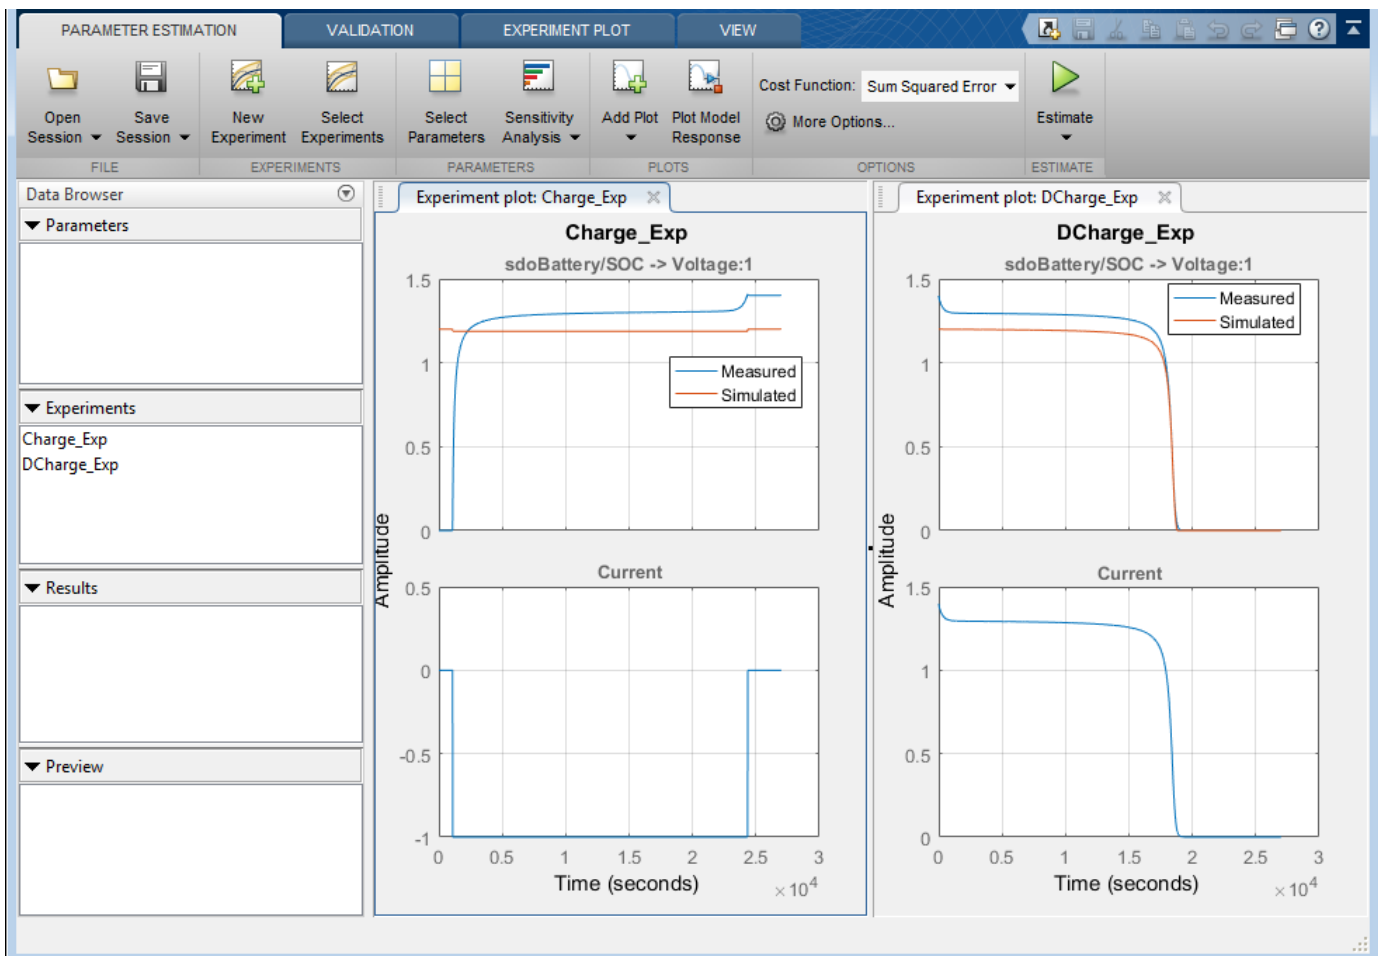 PARAMETER ESTIMATION VALIDATION EXPERIMENT PLOT VIEW
Open Session Save Session New Experiment Select Experiments Select Parameters Sensitivity Analysis Add Plot Plot Model Response Cost Function: Sum Squared Error Estimate
More Options...
FILE EXPERIMENTS PARAMETERS PLOTS OPTIONS ESTIMATE
Data Browser
Parameters
Experiments
Charge_Exp
DCharge_Exp
Results
Preview
Experiment plot: Charge_Exp
Charge_Exp
sdoBattery/SOC -> Voltage:1
1.5
1
0.5
0
Measured
Simulated
Amplitude
Current
0.5
0
-0.5
-1
0 0.5 1 1.5 2 2.5 3
Time (seconds) ×10^4
Experiment plot: DCharge_Exp
DCharge_Exp
sdoBattery/SOC -> Voltage:1
1.5
1
0.5
0
Measured
Simulated
Amplitude
Current
1.5
1
0.5
0
0 0.5 1 1.5 2 2.5 3
Time (seconds) ×10^4